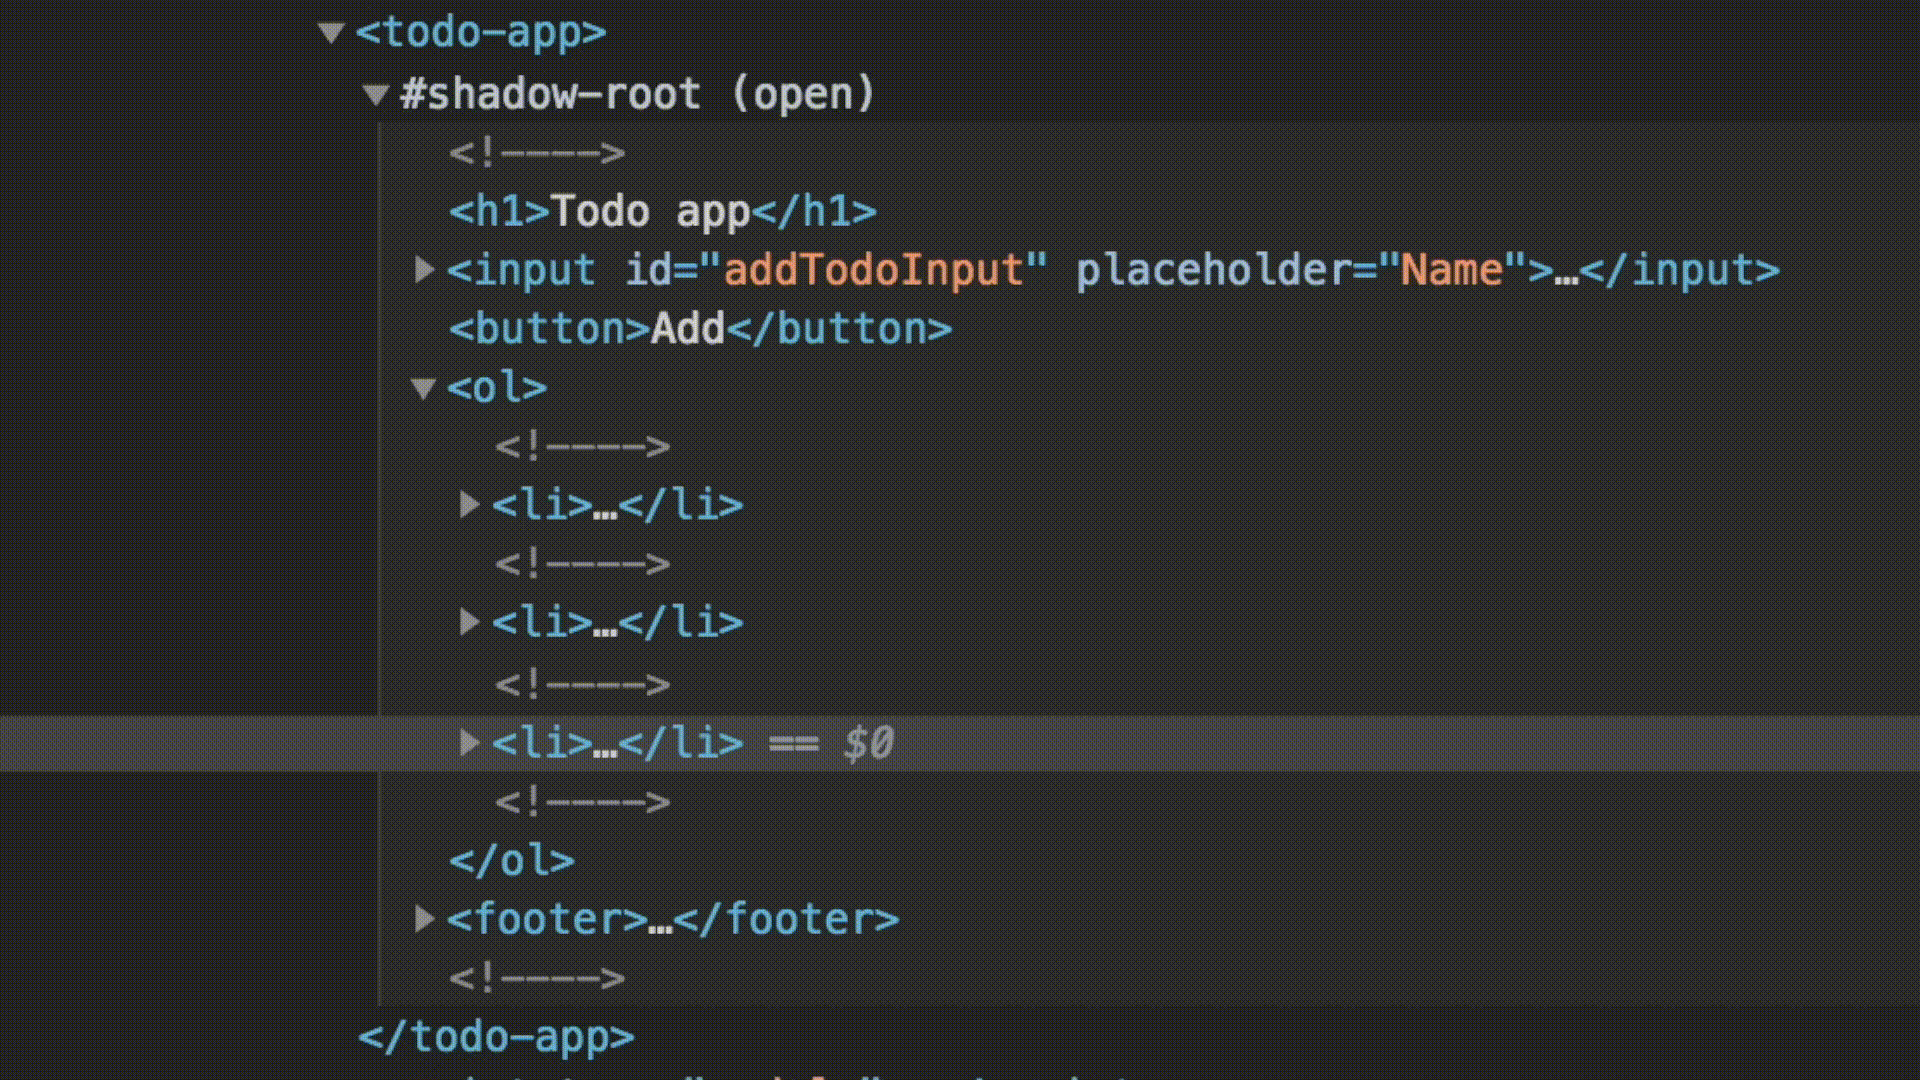 <todo-app>
#shadow-root (open)
<!---->
<h1>Todo app</h1>
<input id="addTodoInput" placeholder="Name">…</input>
<button>Add</button>
<ol>
<!---->
<li>…</li>
<!---->
<li>…</li>
<!---->
<li>…</li> == $0
<!---->
</ol>
<footer>…</footer>
<!---->
</todo-app>